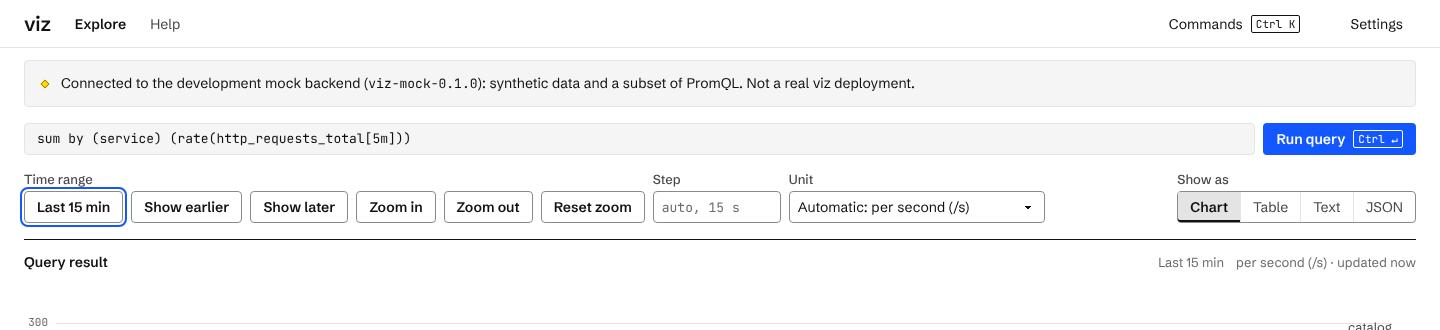 viz Explore Help Commands Ctrl K Settings
Connected to the development mock backend (viz-mock-0.1.0): synthetic data and a subset of PromQL. Not a real viz deployment.
sum by (service) (rate(http_requests_total[5m])) Run query Ctrl ↵
Time range Step Unit Show as
Last 15 min Show earlier Show later Zoom in Zoom out Reset zoom auto, 15 s Automatic: per second (/s) Chart Table Text JSON
Query result Last 15 min per second (/s) · updated now
300 catalog